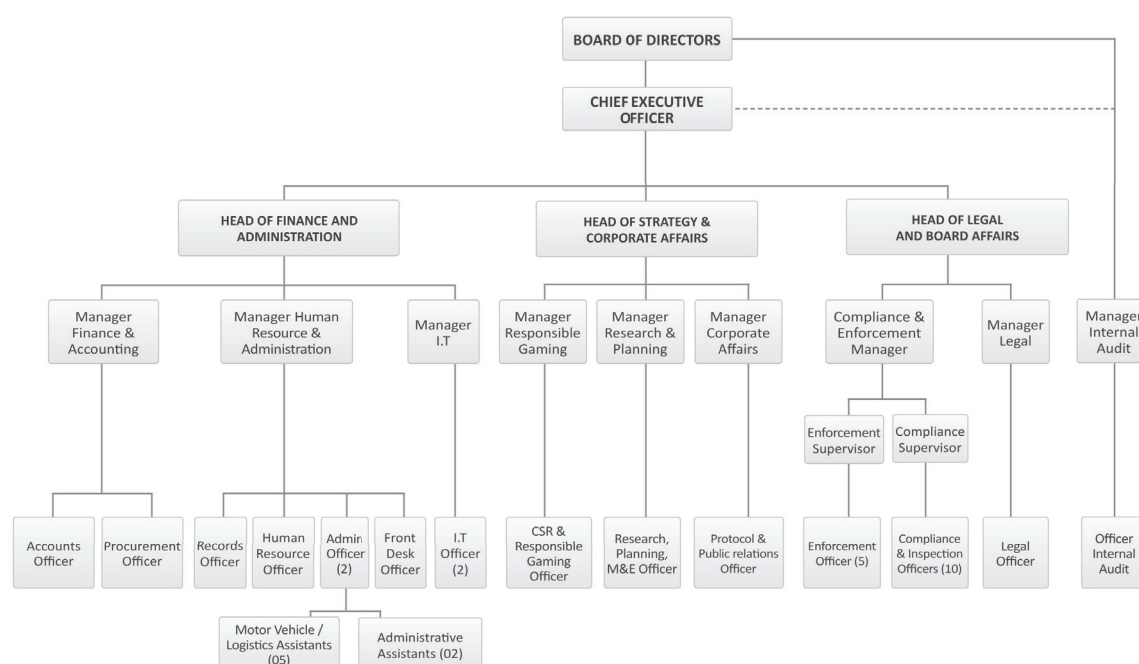 BOARD OF DIRECTORS
CHIEF EXECUTIVE
OFFICER
HEAD OF FINANCE AND
ADMINISTRATION
HEAD OF STRATEGY &
CORPORATE AFFAIRS
HEAD OF LEGAL
AND BOARD AFFAIRS
Manager
Finance &
Accounting
Manager Human
Resource &
Administration
Manager
I.T
Manager
Responsible
Gaming
Manager
Research &
Planning
Manager
Corporate
Affairs
Compliance &
Enforcement
Manager
Manager
Legal
Manager
Internal
Audit
Enforcement
Supervisor
Compliance
Supervisor
Accounts
Officer
Procurement
Officer
Records
Officer
Human
Resource
Officer
Admin
Officer
(2)
Front
Desk
Officer
I.T
Officer
(2)
CSR &
Responsible
Gaming
Officer
Research,
Planning,
M&E Officer
Protocol &
Public relations
Officer
Enforcement
Officer (5)
Compliance
& Inspection
Officers (10)
Legal
Officer
Officer
Internal
Audit
Motor Vehicle /
Logistics Assistants
(05)
Administrative
Assistants (02)